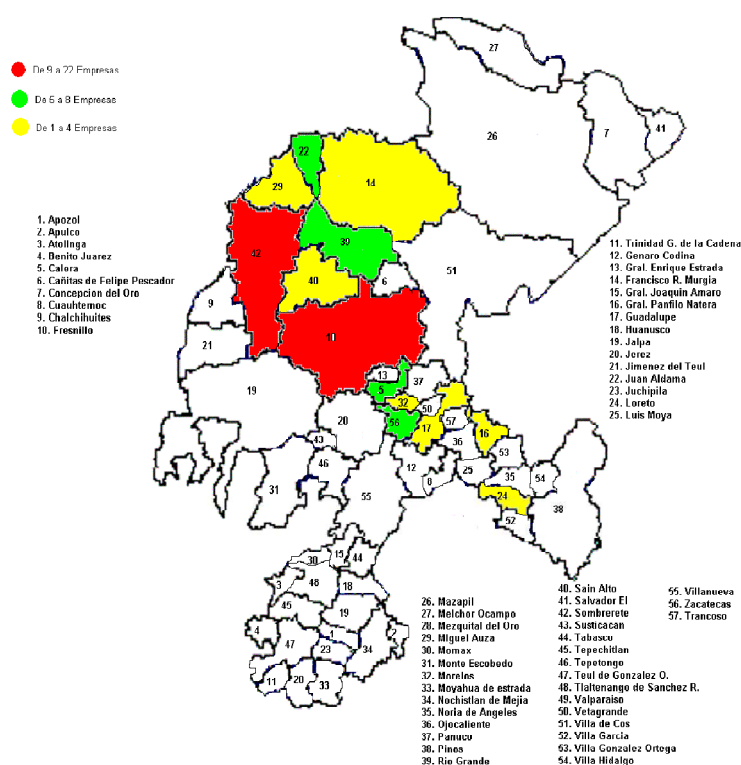 De 9 a 22 Empresas
De 5 a 8 Empresas
De 1 a 4 Empresas
27
26
7
41
22
29
14
42
39
40
6
51
9
10
21
13
5
37
32
50
19
20
56
17
57
16
36
53
43
46
12
8
25
35
54
31
55
24
38
52
15
44
30
3
48
18
45
19
4
47
1
23
34
2
11
20
33
1. Apozol
2. Apulco
3. Atolinga
4. Benito Juarez
5. Calera
6. Cañitas de Felipe Pescador
7. Concepcion del Oro
8. Cuauhtemoc
9. Chalchihuites
10. Fresnillo
11. Trinidad G. de la Cadena
12. Genaro Codina
13. Gral. Enrique Estrada
14. Francisco R. Murgia
15. Gral. Joaquin Amaro
16. Gral. Panfilo Natera
17. Guadalupe
18. Huanusco
19. Jalpa
20. Jerez
21. Jimenez del Teul
22. Juan Aldama
23. Juchipila
24. Loreto
25. Luis Moya
26. Mazapil
27. Melchor Ocampo
28. Mezquital del Oro
29. Miguel Auza
30. Momax
31. Monte Escobedo
32. Morelos
33. Moyahua de estrada
34. Nochistlan de Mejia
35. Noria de Angeles
36. Ojocaliente
37. Panuco
38. Pinos
39. Rio Grande
40. Sain Alto
41. Salvador El
42. Sombrerete
43. Susticacan
44. Tabasco
45. Tepechitlan
46. Tepetongo
47. Teul de Gonzalez O.
48. Tlaltenango de Sanchez R.
49. Valparaiso
50. Vetagrande
51. Villa de Cos
52. Villa Garcia
53. Villa Gonzalez Ortega
54. Villa Hidalgo
55. Villanueva
56. Zacatecas
57. Trancoso